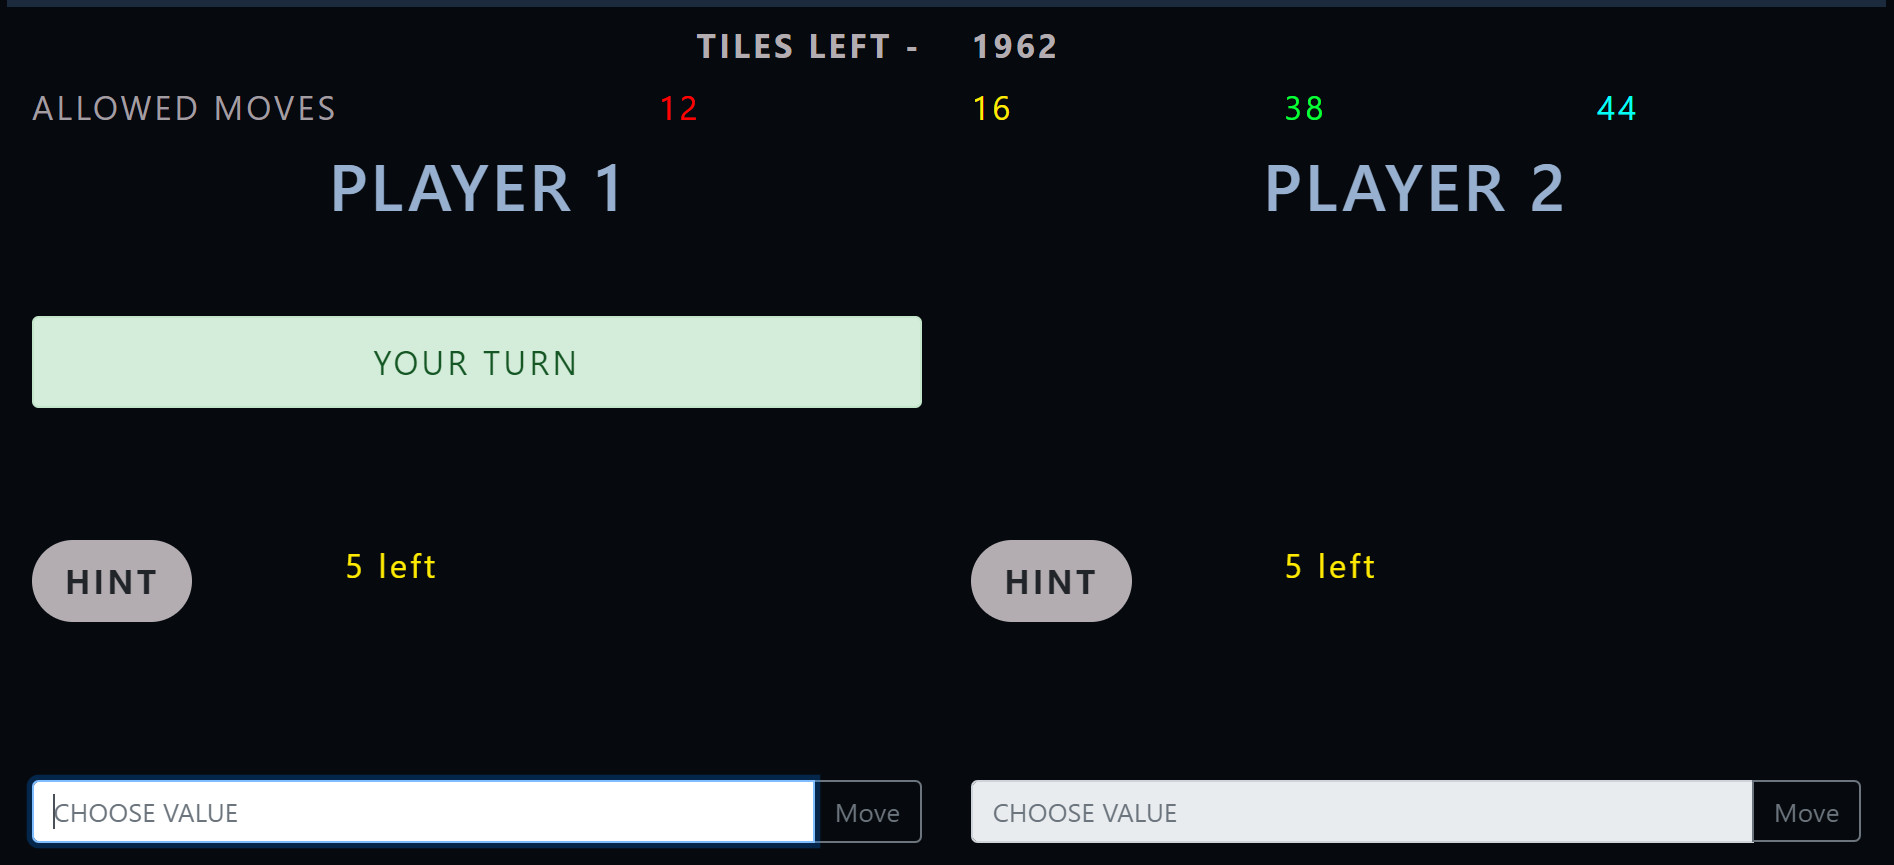 TILES LEFT - 1962
ALLOWED MOVES 12 16 38 44
PLAYER 1 PLAYER 2
YOUR TURN
HINT 5 left HINT 5 left
CHOOSE VALUE Move CHOOSE VALUE Move